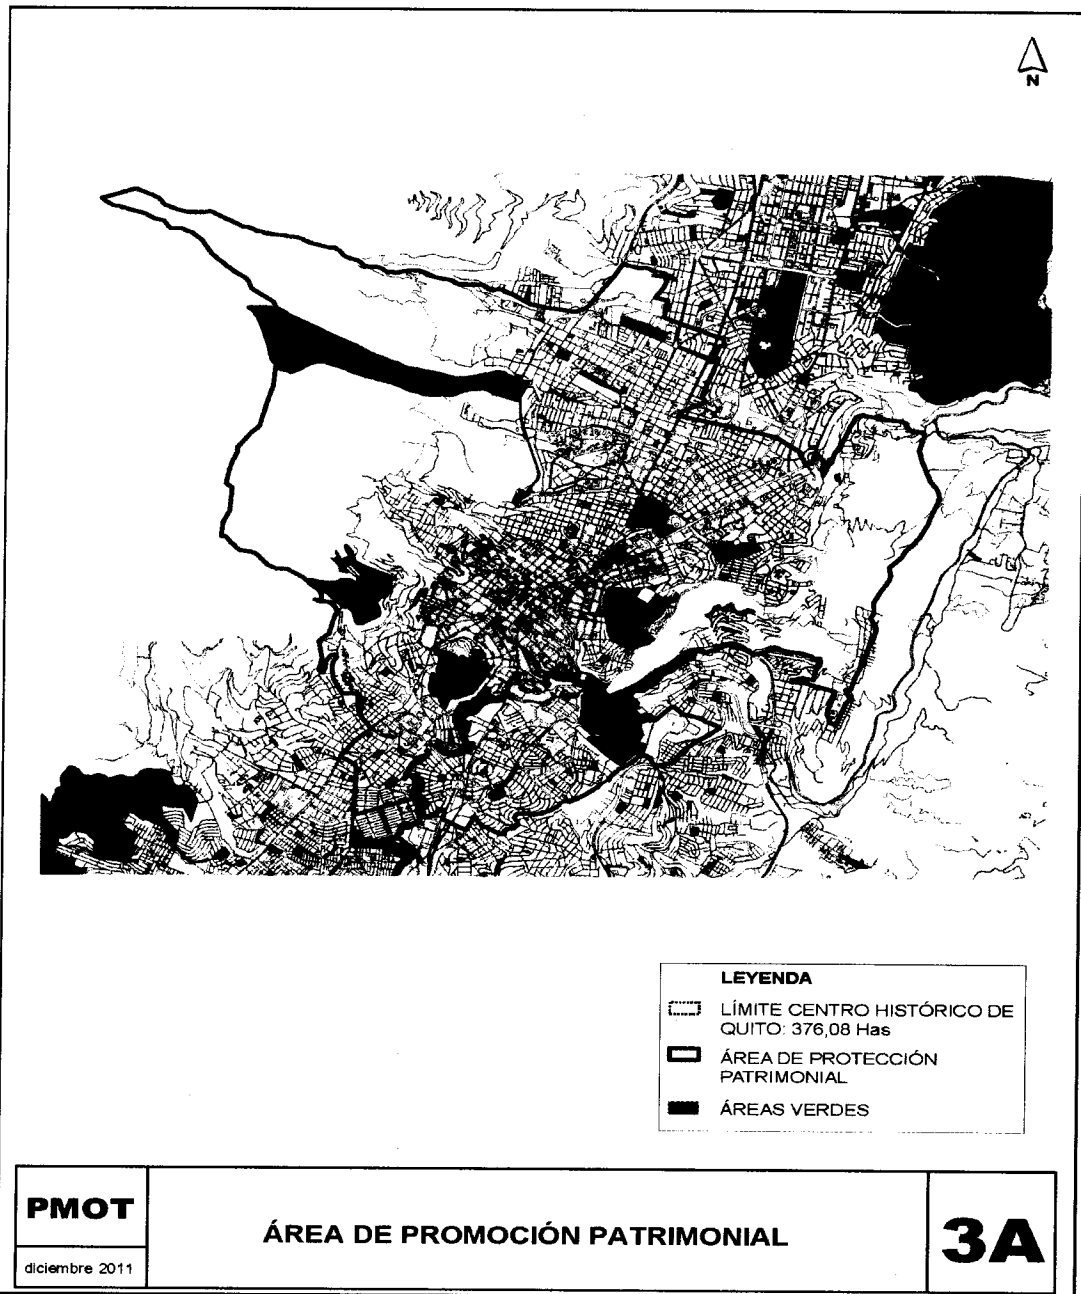 N
LEYENDA
LÍMITE CENTRO HISTÓRICO DE
QUITO: 376,08 Has
ÁREA DE PROTECCIÓN
PATRIMONIAL
ÁREAS VERDES
PMOT
diciembre 2011
ÁREA DE PROMOCIÓN PATRIMONIAL
3A